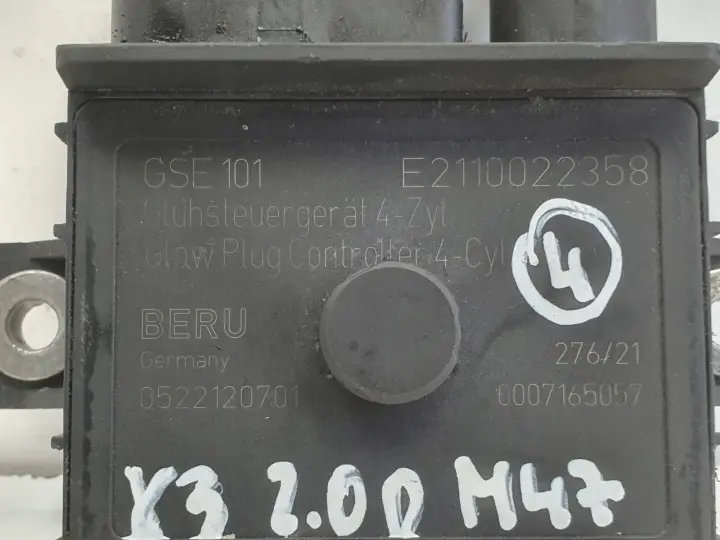 GSE 101 E2110022358
Glühsteuergerät 4-Zyl
Glow Plug Controller 4-Cyl
4
BERU
Germany 276/21
0522120701 0007165057
X3 2.0D M47